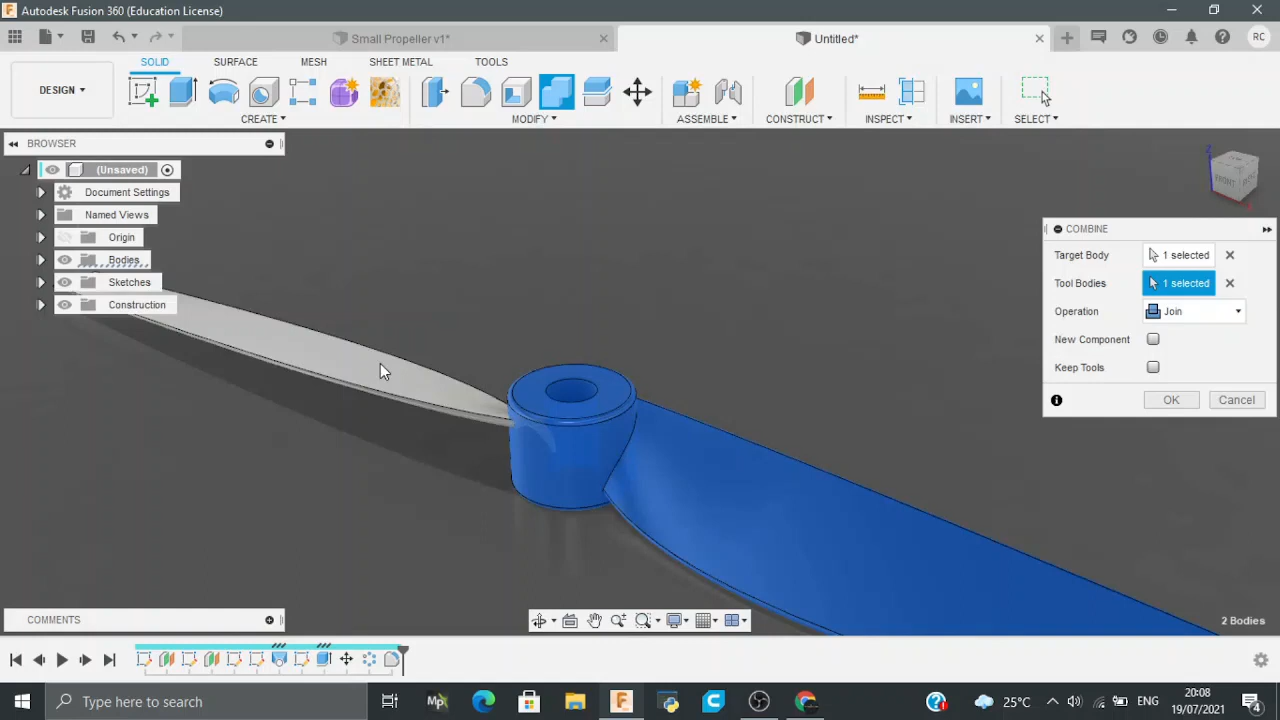 Autodesk Fusion 360 (Education License)
Small Propeller v1*
Untitled*
RC
DESIGN
SOLID
SURFACE
MESH
SHEET METAL
TOOLS
CREATE
MODIFY
ASSEMBLE
CONSTRUCT
INSPECT
INSERT
SELECT
BROWSER
(Unsaved)
Document Settings
Named Views
Origin
Bodies
Sketches
Construction
Z
FRONT
COMBINE
Target Body
1 selected
Tool Bodies
1 selected
Operation
Join
New Component
Keep Tools
OK
Cancel
COMMENTS
2 Bodies
Type here to search
Mp
25°C
ENG
20:08
19/07/2021
4